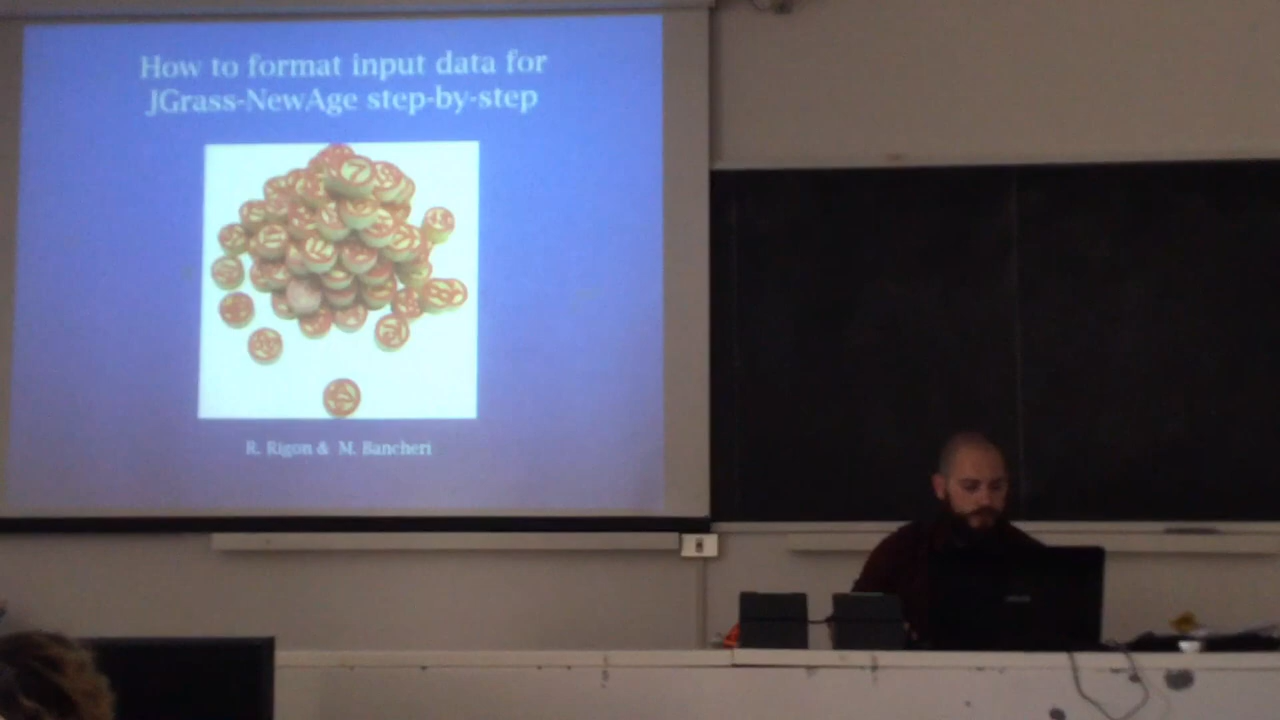 How to format input data for
JGrass-NewAge step-by-step
R. Rigon & M. Bancheri